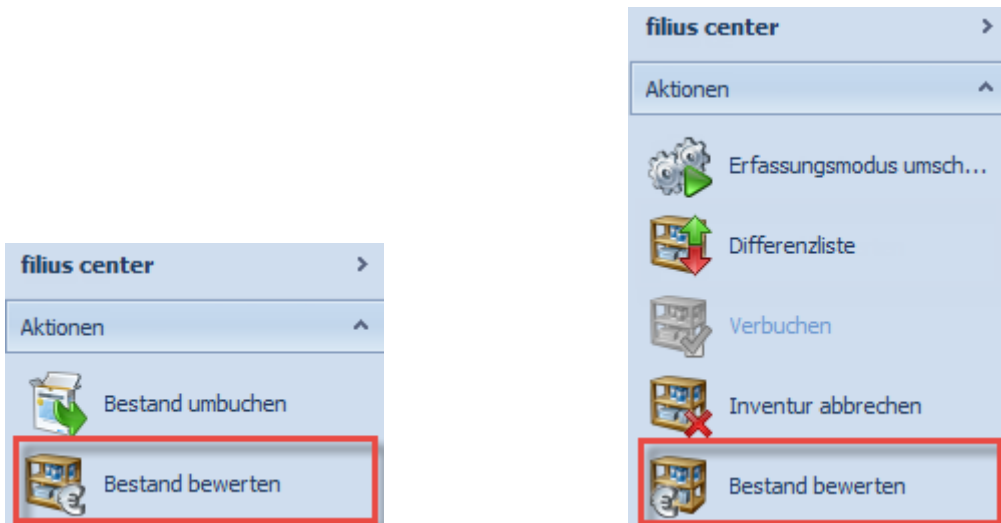 filius center
Aktionen
Bestand umbuchen
Bestand bewerten
filius center
Aktionen
Erfassungsmodus umsch...
Differenzliste
Verbuchen
Inventur abbrechen
Bestand bewerten